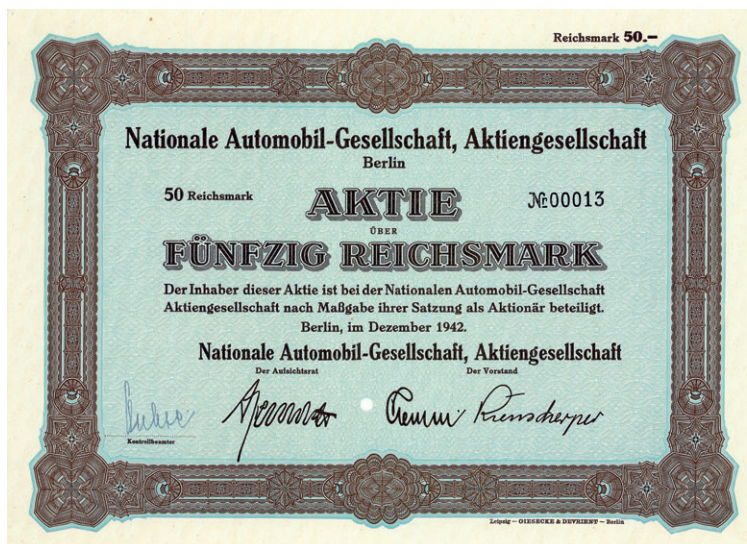 Reichsmark 50.—
Nationale Automobil-Gesellschaft, Aktiengesellschaft
Berlin
50 Reichsmark
AKTIE
№ 00013
ÜBER
FÜNFZIG REICHSMARK
Der Inhaber dieser Aktie ist bei der Nationalen Automobil-Gesellschaft
Aktiengesellschaft nach Maßgabe ihrer Satzung als Aktionär beteiligt.
Berlin, im Dezember 1942.
Nationale Automobil-Gesellschaft, Aktiengesellschaft
Der Aufsichtsrat
Der Vorstand
Kontrollbeamter
Leipzig — GIESECKE & DEVRIENT — Berlin